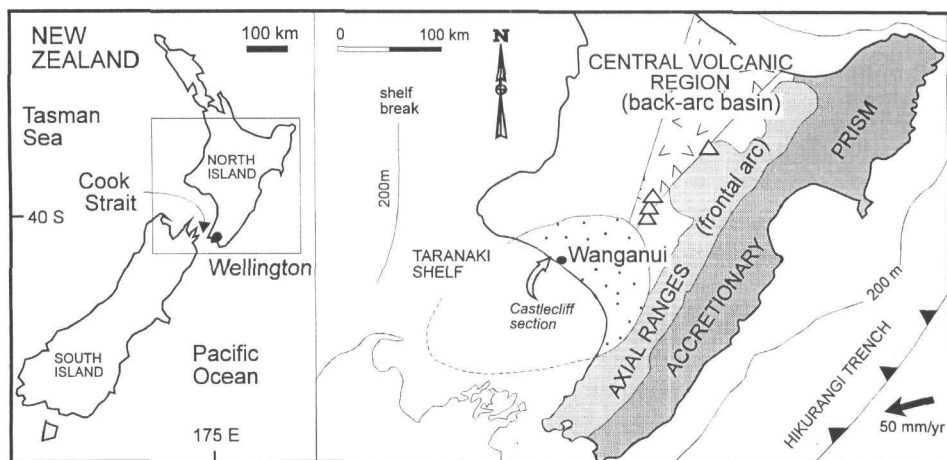 NEW
ZEALAND
100 km
Tasman
Sea
NORTH
ISLAND
Cook
Strait
40 S
Wellington
SOUTH
ISLAND
Pacific
Ocean
175 E
0 100 km
N
shelf
break
200m
CENTRAL VOLCANIC
REGION
(back-arc basin)
TARANAKI
SHELF
Wanganui
Castlecliff
section
AXIAL RANGES
(frontal arc)
ACCRETIONARY
PRISM
200 m
HIKURANGI TRENCH
50 mm/yr